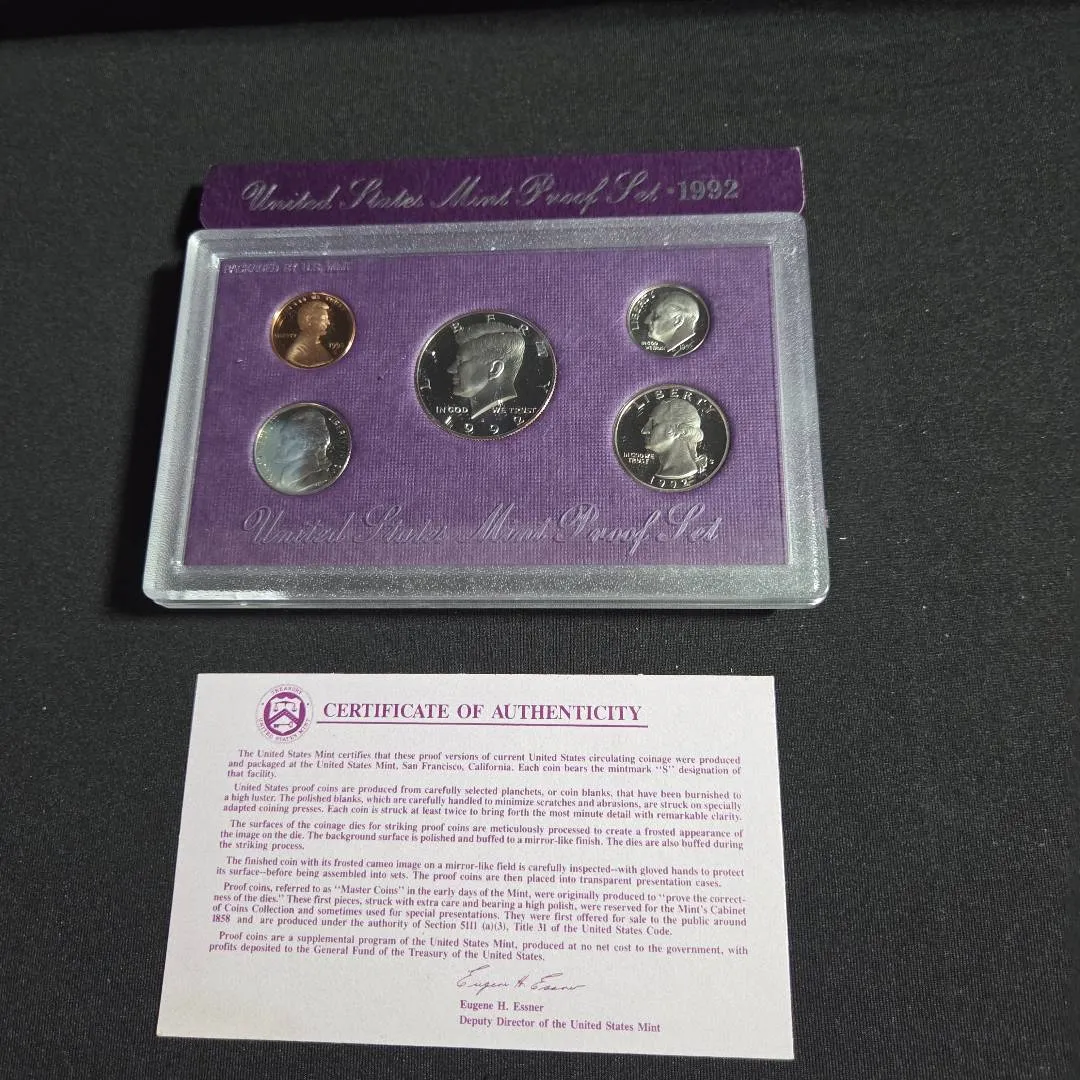 United States Mint Proof Set · 1992
PACKAGED BY U.S. MINT
LIBERTY
IN GOD WE TRUST
1992
LIBERTY
IN GOD
WE TRUST
LIBERTY
IN GOD WE
TRUST
S
1992
United States Mint Proof Set
TREASURY
UNITED STATES MINT
CERTIFICATE OF AUTHENTICITY
The United States Mint certifies that these proof versions of current United States circulating coinage were produced
and packaged at the United States Mint, San Francisco, California. Each coin bears the mintmark "S" designation of
that facility.
United States proof coins are produced from carefully selected planchets, or coin blanks, that have been burnished to
a high luster. The polished blanks, which are carefully handled to minimize scratches and abrasions, are struck on specially
adapted coining presses. Each coin is struck at least twice to bring forth the most minute detail with remarkable clarity.
The surfaces of the coinage dies for striking proof coins are meticulously processed to create a frosted appearance of
the image on the die. The background surface is polished and buffed to a mirror-like finish. The dies are also buffed during
the striking process.
The finished coin with its frosted cameo image on a mirror-like field is carefully inspected--with gloved hands to protect
its surface--before being assembled into sets. The proof coins are then placed into transparent presentation cases.
Proof coins, referred to as "Master Coins" in the early days of the Mint, were originally produced to "prove the correct-
ness of the dies." These first pieces, struck with extra care and bearing a high polish, were reserved for the Mint's Cabinet
of Coins Collection and sometimes used for special presentations. They were first offered for sale to the public around
1858 and are produced under the authority of Section 5111 (a)(3), Title 31 of the United States Code.
Proof coins are a supplemental program of the United States Mint, produced at no net cost to the government, with
profits deposited to the General Fund of the Treasury of the United States.
Eugene H. Essner
Eugene H. Essner
Deputy Director of the United States Mint